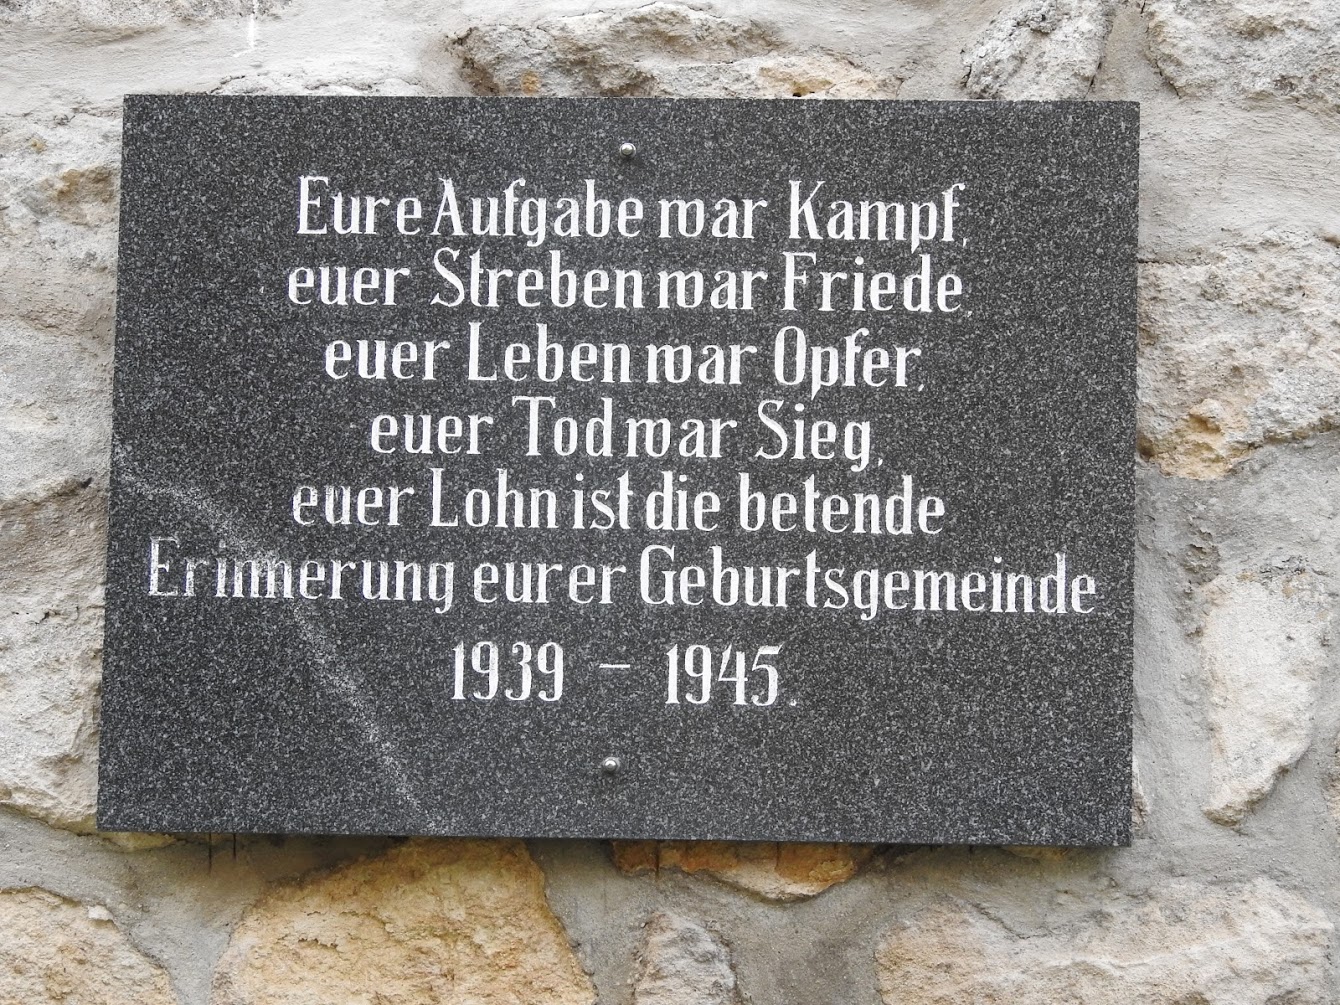 Eure Aufgabe war Kampf,
euer Streben war Friede,
euer Leben war Opfer,
euer Tod war Sieg,
euer Lohn ist die betende
Erinnerung eurer Geburtsgemeinde
1939 – 1945.